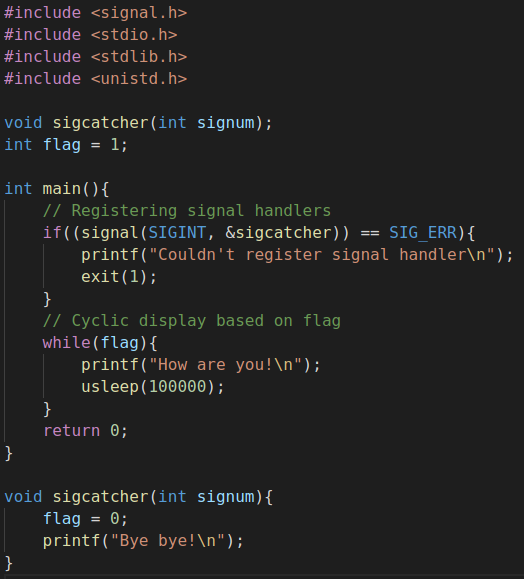 #include <signal.h>
#include <stdio.h>
#include <stdlib.h>
#include <unistd.h>

void sigcatcher(int signum);
int flag = 1;

int main(){
    // Registering signal handlers
    if((signal(SIGINT, &sigcatcher)) == SIG_ERR){
        printf("Couldn't register signal handler\n");
        exit(1);
    }
    // Cyclic display based on flag
    while(flag){
        printf("How are you!\n");
        usleep(100000);
    }
    return 0;
}

void sigcatcher(int signum){
    flag = 0;
    printf("Bye bye!\n");
}